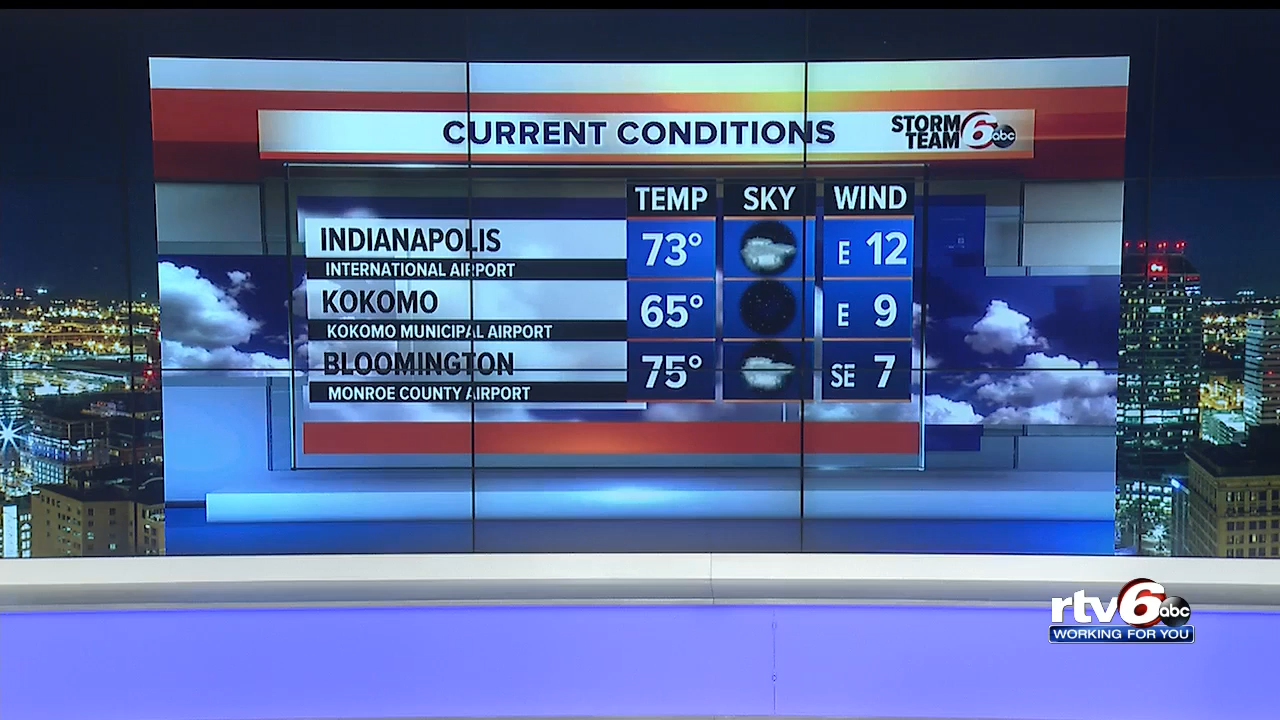 CURRENT CONDITIONS
STORM
TEAM 6 abc
TEMP SKY WIND
INDIANAPOLIS 73° E 12
INTERNATIONAL AIRPORT
KOKOMO 65° E 9
KOKOMO MUNICIPAL AIRPORT
BLOOMINGTON 75° SE 7
MONROE COUNTY AIRPORT
rtv6 abc
WORKING FOR YOU